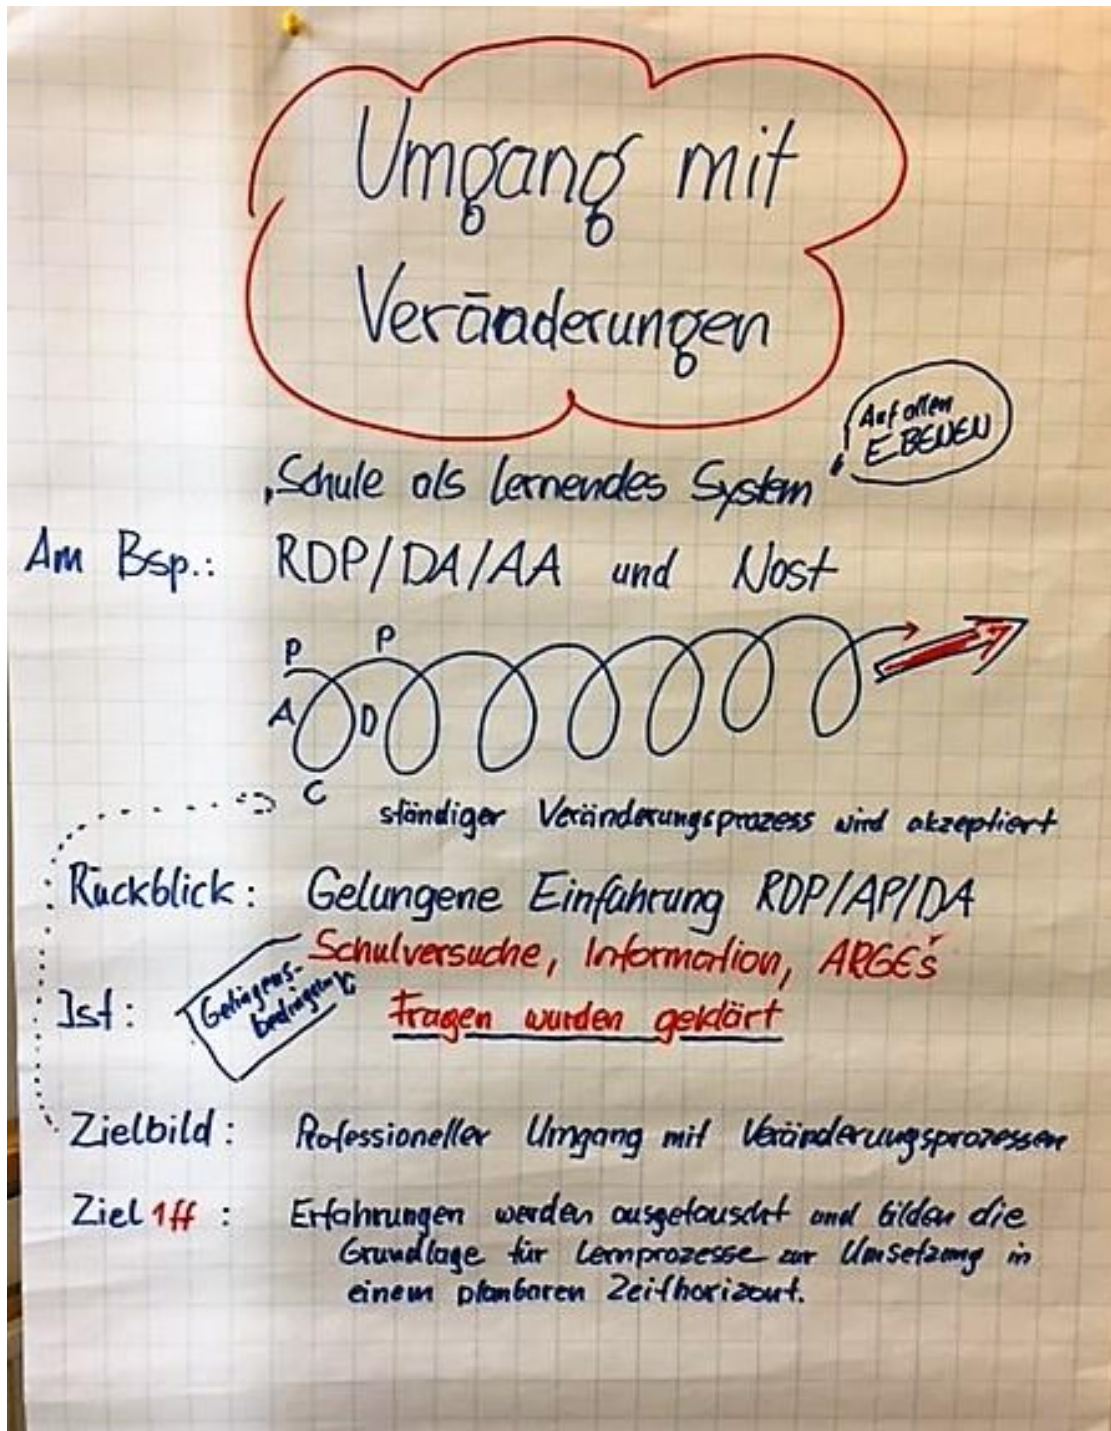 Umgang mit
Veränderungen
Auf allen
EBENEN
Schule als lernendes System
Am Bsp.: RDP/DA/AA und Nost
P P
A D
C
ständiger Veränderungsprozess wird akzeptiert
Rückblick: Gelungene Einführung RDP/AP/DA
Schulversuche, Information, ARGE's
Gelingens-
bedingung
Ist: Fragen wurden geklärt
Zielbild: Professioneller Umgang mit Veränderungsprozessen
Ziel 1ff: Erfahrungen werden ausgetauscht und bilden die
Grundlage für Lernprozesse zur Umsetzung in
einem planbaren Zeithorizont.